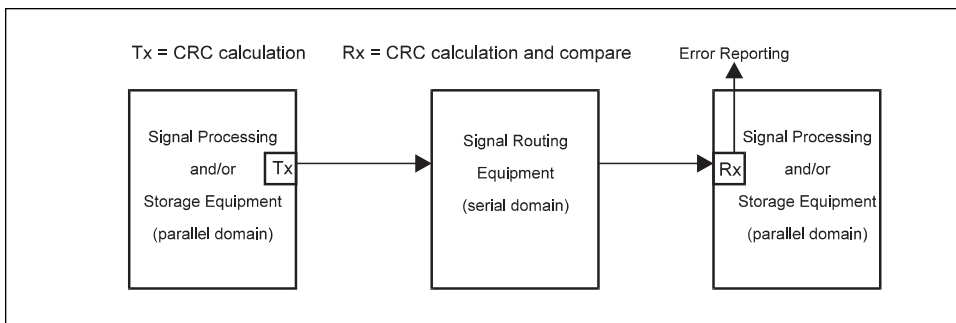 Tx = CRC calculation
Rx = CRC calculation and compare
Error Reporting
Signal Processing
and/or
Storage Equipment
(parallel domain)
Tx
Signal Routing
Equipment
(serial domain)
Rx
Signal Processing
and/or
Storage Equipment
(parallel domain)